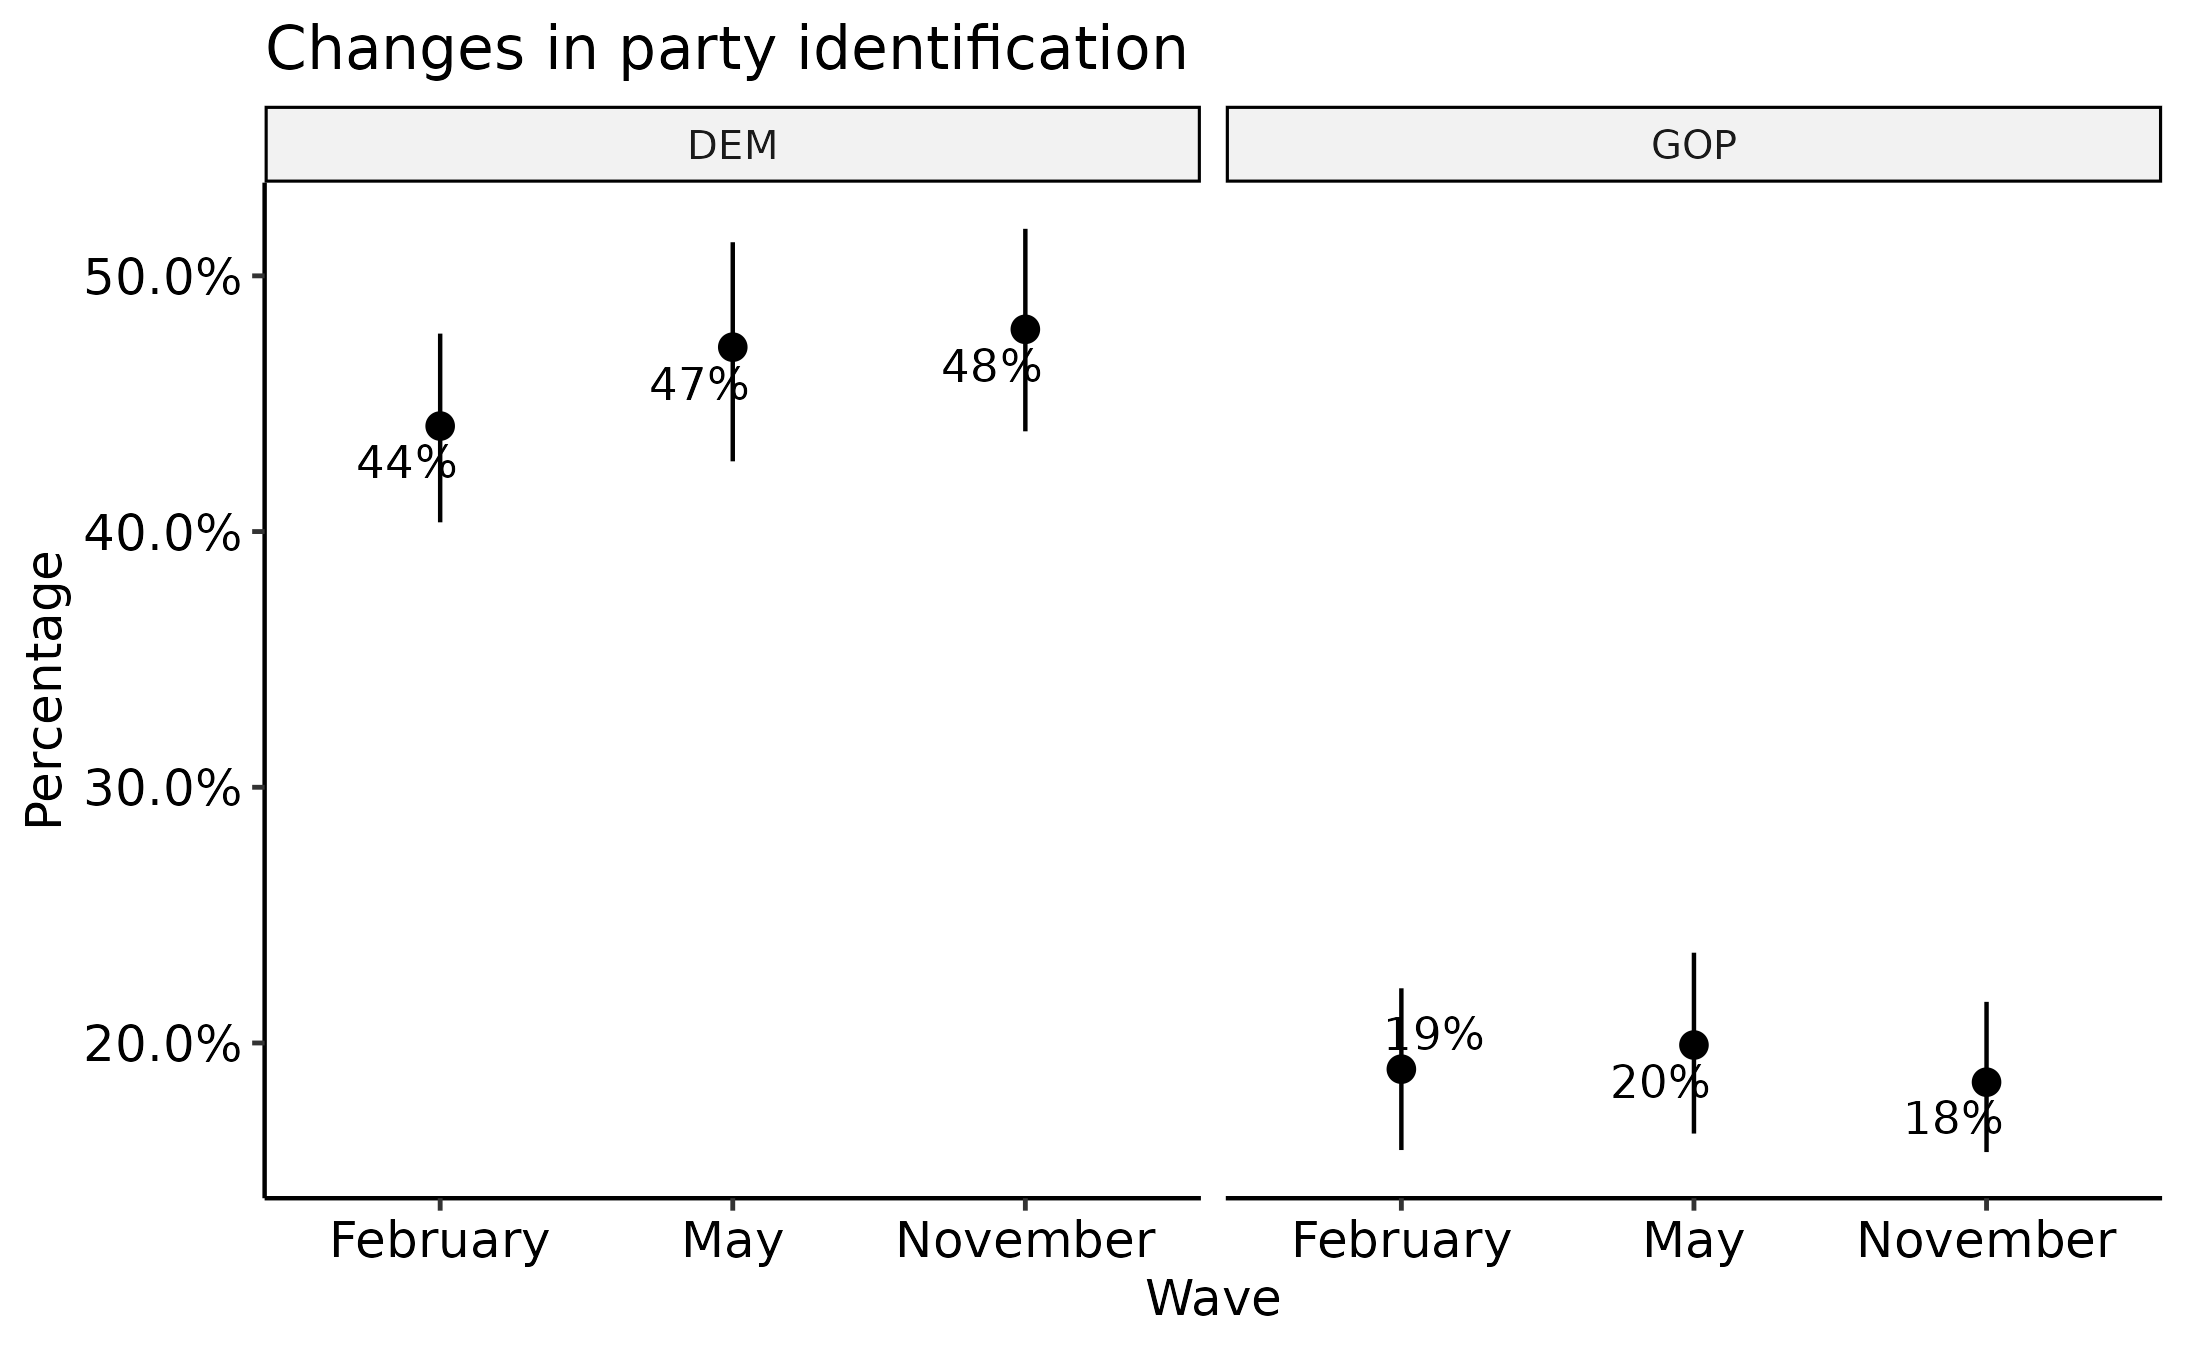 Changes in party identification
DEM
GOP
Percentage
50.0%
40.0%
30.0%
20.0%
44%
47%
48%
19%
20%
18%
February
May
November
February
May
November
Wave